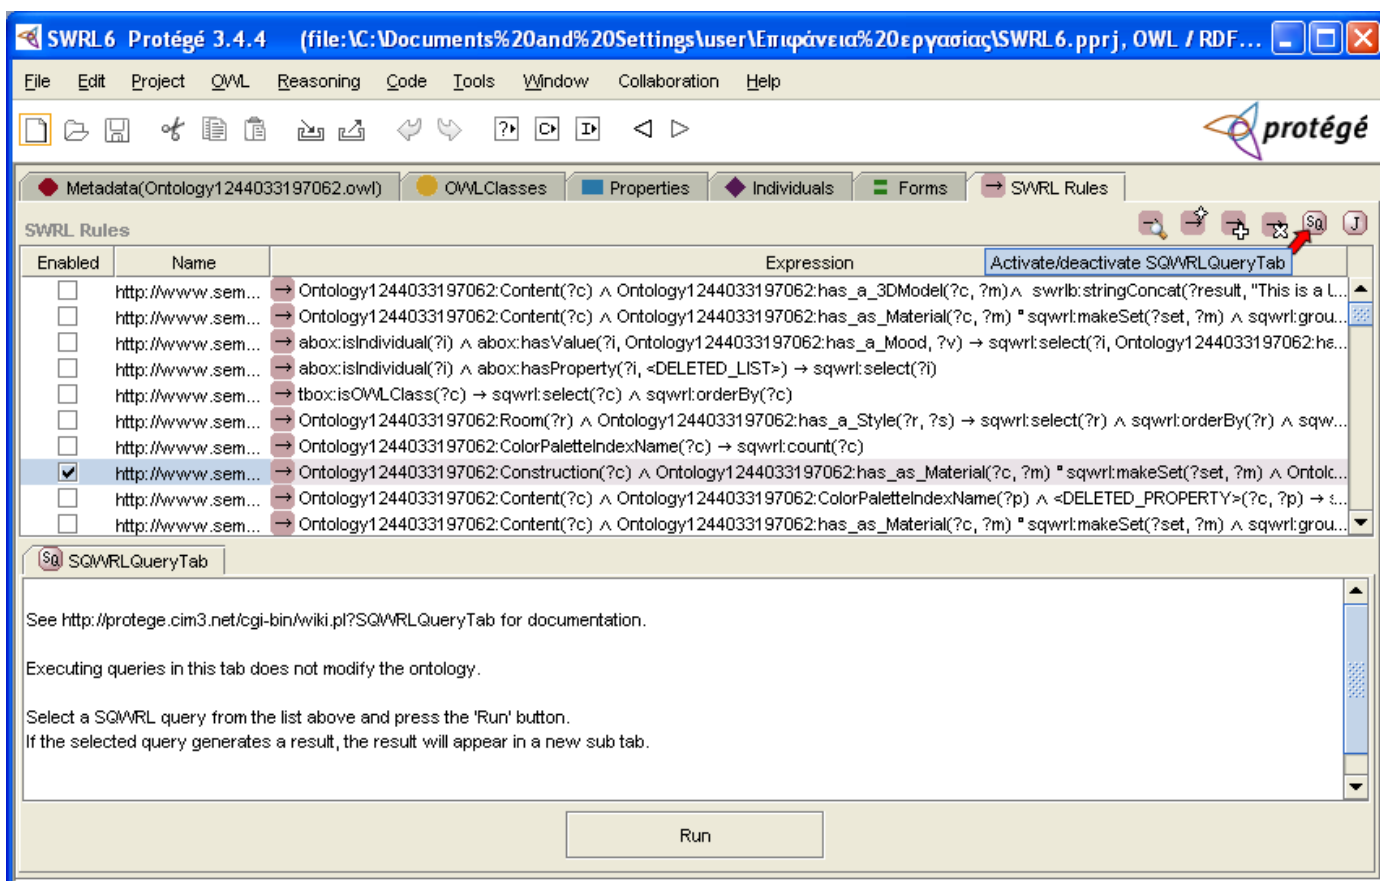 SWRL6 Protégé 3.4.4 (file:\C:\Documents%20and%20Settings\user\Επιφάνεια%20εργασίας\SWRL6.pprj, OWL / RDF...
File Edit Project OWL Reasoning Code Tools Window Collaboration Help
protégé
Metadata(Ontology1244033197062.owl) OWLClasses Properties Individuals Forms SWRL Rules
SWRL Rules
Enabled Name Expression Activate/deactivate SQWRLQueryTab
http://www.sem... → Ontology1244033197062:Content(?c) ∧ Ontology1244033197062:has_a_3DModel(?c, ?m)∧ swrlb:stringConcat(?result, "This is a l...
http://www.sem... → Ontology1244033197062:Content(?c) ∧ Ontology1244033197062:has_as_Material(?c, ?m) ° sqwrl:makeSet(?set, ?m) ∧ sqwrl:grou...
http://www.sem... → abox:isIndividual(?i) ∧ abox:hasValue(?i, Ontology1244033197062:has_a_Mood, ?v) → sqwrl:select(?i, Ontology1244033197062:ha...
http://www.sem... → abox:isIndividual(?i) ∧ abox:hasProperty(?i, <DELETED_LIST>) → sqwrl:select(?i)
http://www.sem... → tbox:isOWLClass(?c) → sqwrl:select(?c) ∧ sqwrl:orderBy(?c)
http://www.sem... → Ontology1244033197062:Room(?r) ∧ Ontology1244033197062:has_a_Style(?r, ?s) → sqwrl:select(?r) ∧ sqwrl:orderBy(?r) ∧ sqw...
http://www.sem... → Ontology1244033197062:ColorPaletteIndexName(?c) → sqwrl:count(?c)
http://www.sem... → Ontology1244033197062:Construction(?c) ∧ Ontology1244033197062:has_as_Material(?c, ?m) ° sqwrl:makeSet(?set, ?m) ∧ Ontolc...
http://www.sem... → Ontology1244033197062:Content(?c) ∧ Ontology1244033197062:ColorPaletteIndexName(?p) ∧ <DELETED_PROPERTY>(?c, ?p) → s...
http://www.sem... → Ontology1244033197062:Content(?c) ∧ Ontology1244033197062:has_as_Material(?c, ?m) ° sqwrl:makeSet(?set, ?m) ∧ sqwrl:grou...
SQ SQWRLQueryTab
See http://protege.cim3.net/cgi-bin/wiki.pl?SQWRLQueryTab for documentation.
Executing queries in this tab does not modify the ontology.
Select a SQWRL query from the list above and press the 'Run' button.
If the selected query generates a result, the result will appear in a new sub tab.
Run